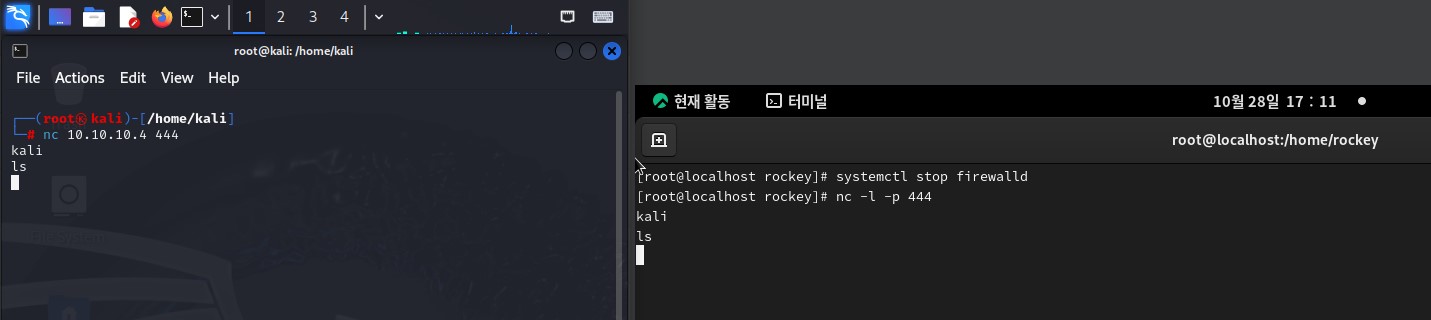 1 2 3 4
root@kali: /home/kali
File Actions Edit View Help
┌──(root㉿kali)-[/home/kali]
└─# nc 10.10.10.4 444
kali
ls
현재 활동 터미널 10월 28일 17 : 11
root@localhost:/home/rockey
[root@localhost rockey]# systemctl stop firewalld
[root@localhost rockey]# nc -l -p 444
kali
ls